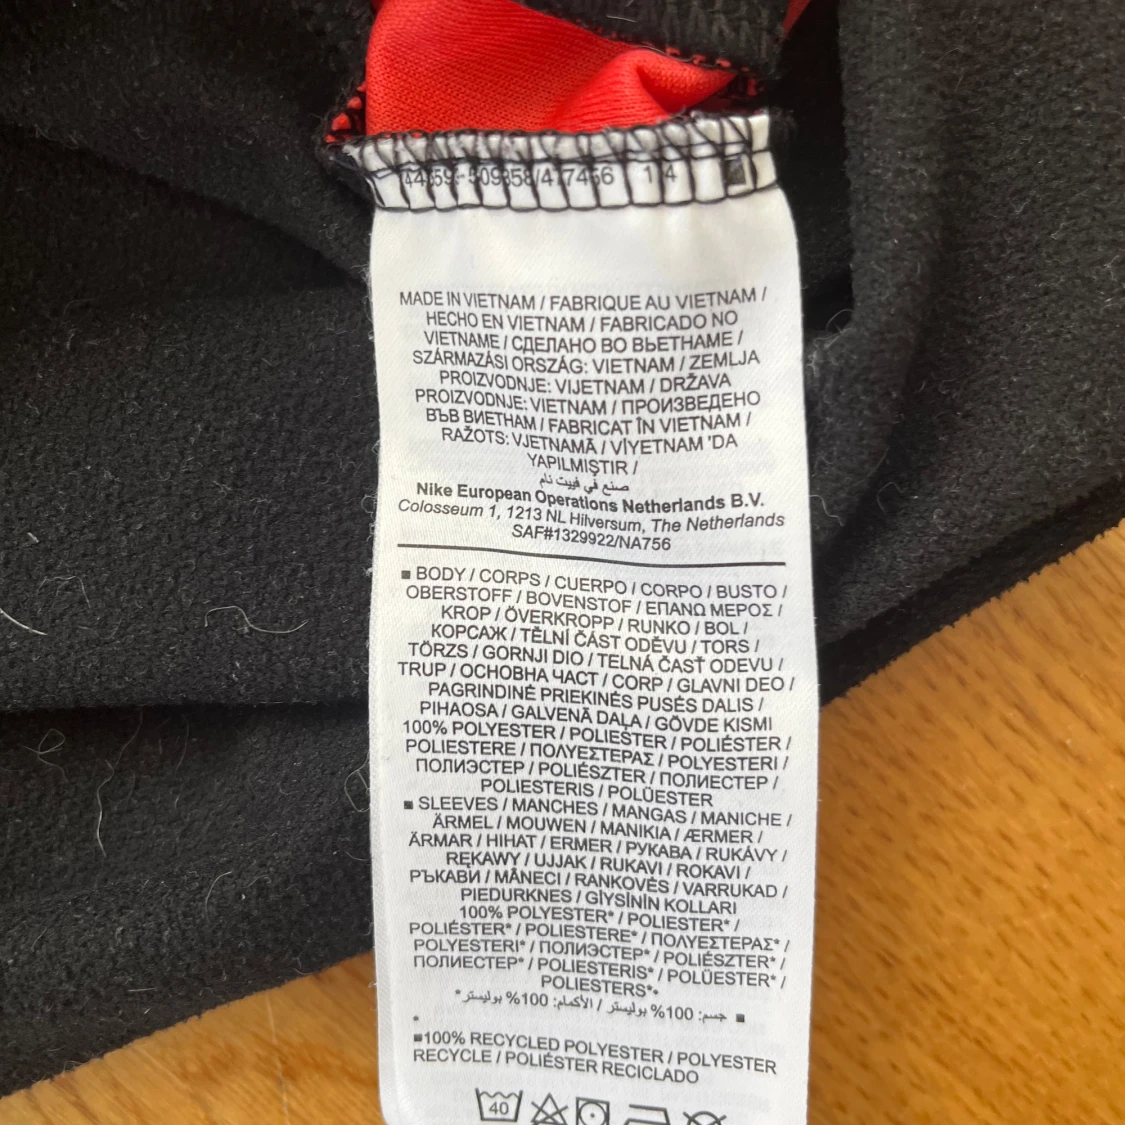 MADE IN VIETNAM / FABRIQUE AU VIETNAM /
HECHO EN VIETNAM / FABRICADO NO
VIETNAME / СДЕЛАНО ВО ВЬЕТНАМЕ /
SZÁRMAZÁSI ORSZÁG: VIETNAM / ZEMLJA
PROIZVODNJE: VIJETNAM / DRŽAVA
PROIZVODNJE: VIETNAM / ПРОИЗВЕДЕНО
ВЪВ ВИЕТНАМ / FABRICAT ÎN VIETNAM /
RAŽOTS: VJETNAMĀ / VİYETNAM 'DA
YAPILMIŞTIR /
صنع في فييت نام
Nike European Operations Netherlands B.V.
Colosseum 1, 1213 NL Hilversum, The Netherlands
SAF#1329922/NA756
BODY / CORPS / CUERPO / CORPO / BUSTO /
OBERSTOFF / BOVENSTOF / ΕΠΑΝΩ ΜΕΡΟΣ /
KROP / ÖVERKROPP / RUNKO / BOL /
КОРСАЖ / TĚLNÍ ČÁST ODĚVU / TORS /
TÖRZS / GORNJI DIO / TELNÁ ČASŤ ODEVU /
TRUP / ОСНОВНА ЧАСТ / CORP / GLAVNI DEO /
PAGRINDINĖ PRIEKINĖS PUSĖS DALIS /
PIHAOSA / GALVENĀ DAĻA / GÖVDE KISMI
100% POLYESTER / POLIESTER / POLIÉSTER /
POLIESTERE / ΠΟΛΥΕΣΤΕΡΑΣ / POLYESTERI /
ПОЛИЭСТЕР / POLIÉSZTER / ПОЛИЕСТЕР /
POLIESTERIS / POLÜESTER
SLEEVES / MANCHES / MANGAS / MANICHE /
ÄRMEL / MOUWEN / ΜΑΝΙΚΙΑ / ÆRMER /
ÄRMAR / HIHAT / ERMER / РУКАВА / RUKÁVY /
RĘKAWY / UJJAK / RUKAVI / ROKAVI /
РЪКАВИ / MÂNECI / RANKOVĖS / VARRUKAD /
PIEDURKNES / GİYSİNİN KOLLARI
100% POLYESTER* / POLIESTER* /
POLIÉSTER* / POLIESTERE* / ΠΟΛΥΕΣΤΕΡΑΣ* /
POLYESTERI* / ПОЛИЭСТЕР* / POLIÉSZTER* /
ПОЛИЕСТЕР* / POLIESTERIS* / POLÜESTER* /
POLIESTERS*
جسم: 100% بوليستر / الأكمام: 100% بوليستر*
*
100% RECYCLED POLYESTER / POLYESTER
RECYCLE / POLIÉSTER RECICLADO
40